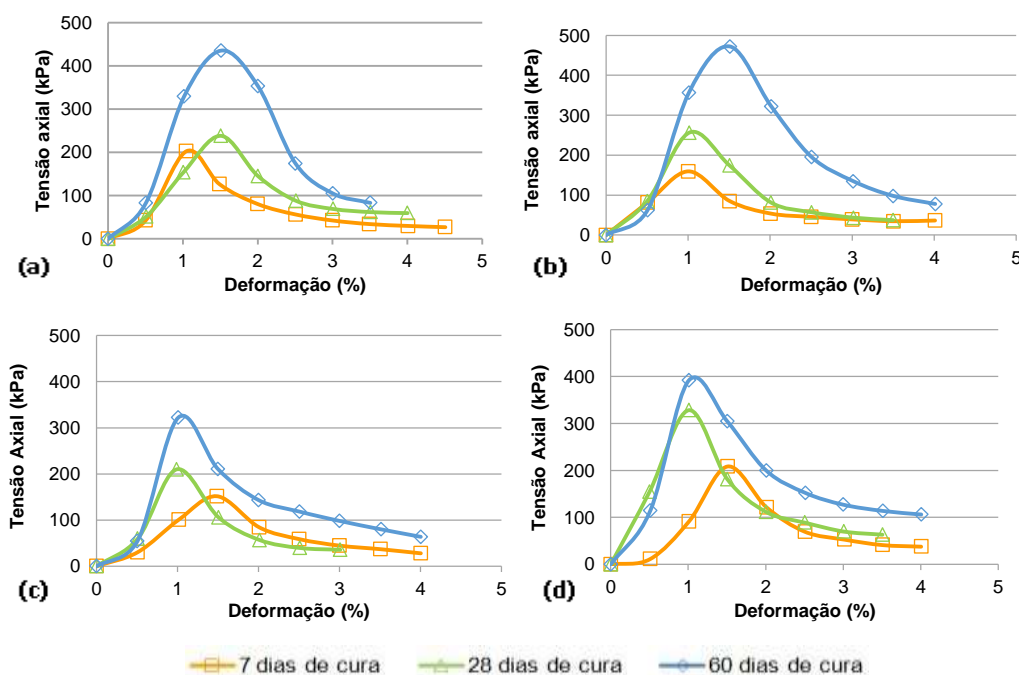 500
400
300
200
100
0
Tensão axial (kPa)
0 1 2 3 4 5
Deformação (%)
(a)
500
400
300
200
100
0
Tensão axial (kPa)
0 1 2 3 4 5
Deformação (%)
(b)
500
400
300
200
100
0
Tensão Axial (kPa)
0 1 2 3 4 5
Deformação (%)
(c)
500
400
300
200
100
0
Tensão Axial (kPa)
0 1 2 3 4 5
Deformação (%)
(d)
7 dias de cura 28 dias de cura 60 dias de cura